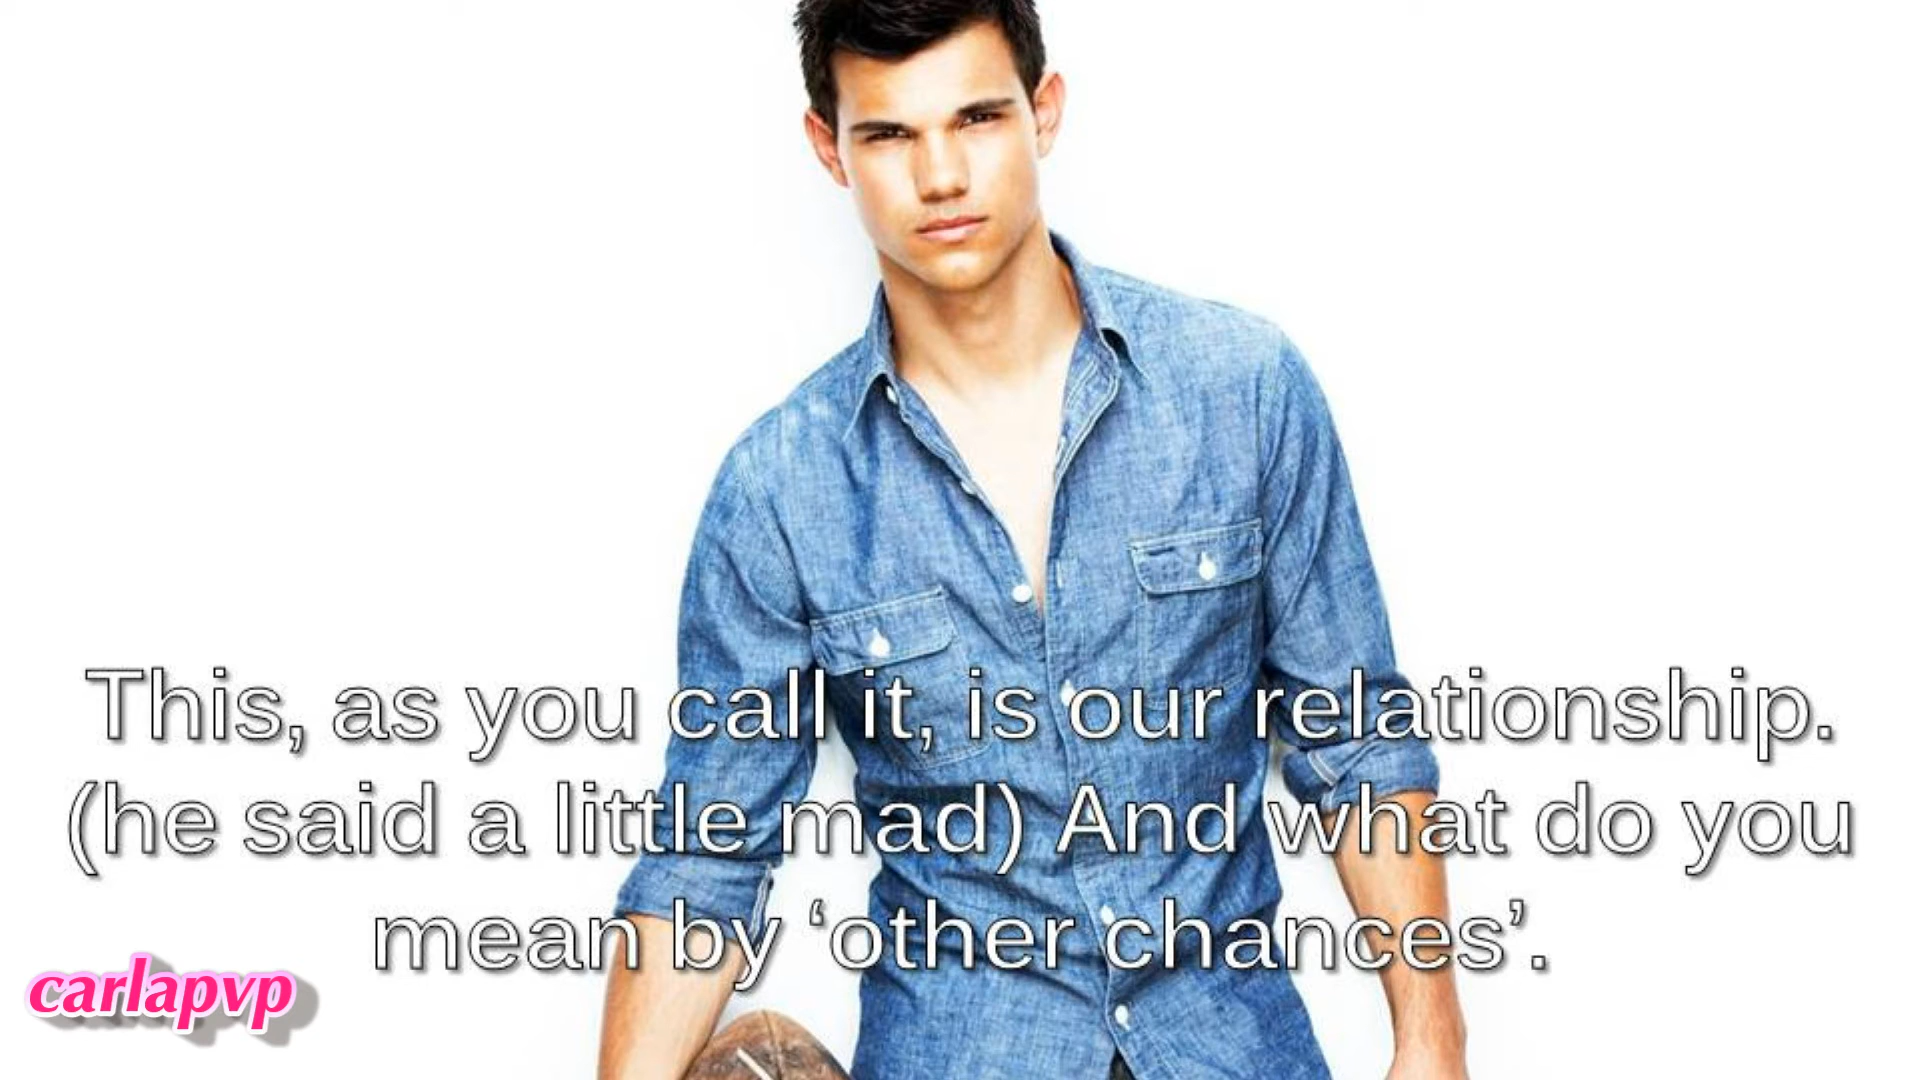 This, as you call it, is our relationship.
(he said a little mad) And what do you
mean by ‘other chances’.
carlapvp